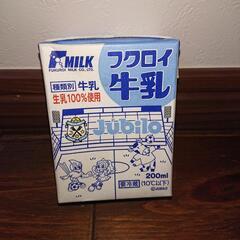 MILK
FUKUROI MILK CO., LTD.
フクロイ
牛乳
種類別 牛乳
生乳100%使用
Jubilo
200ml
要冷蔵(10℃以下)